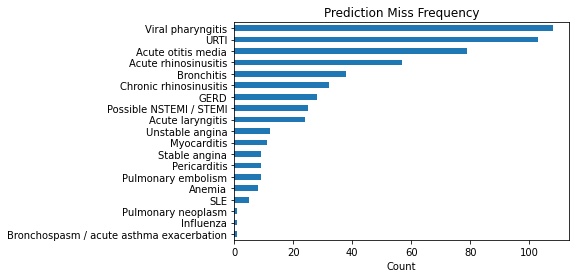 Prediction Miss Frequency
Viral pharyngitis
URTI
Acute otitis media
Acute rhinosinusitis
Bronchitis
Chronic rhinosinusitis
GERD
Possible NSTEMI / STEMI
Acute laryngitis
Unstable angina
Myocarditis
Stable angina
Pericarditis
Pulmonary embolism
Anemia
SLE
Pulmonary neoplasm
Influenza
Bronchospasm / acute asthma exacerbation
0 20 40 60 80 100
Count